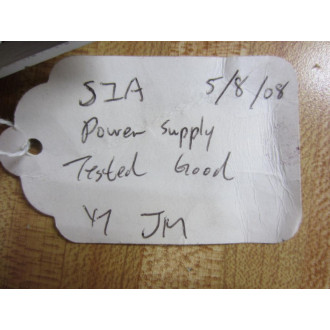 SIA 5/8/08
Power Supply
Tested Good
JM